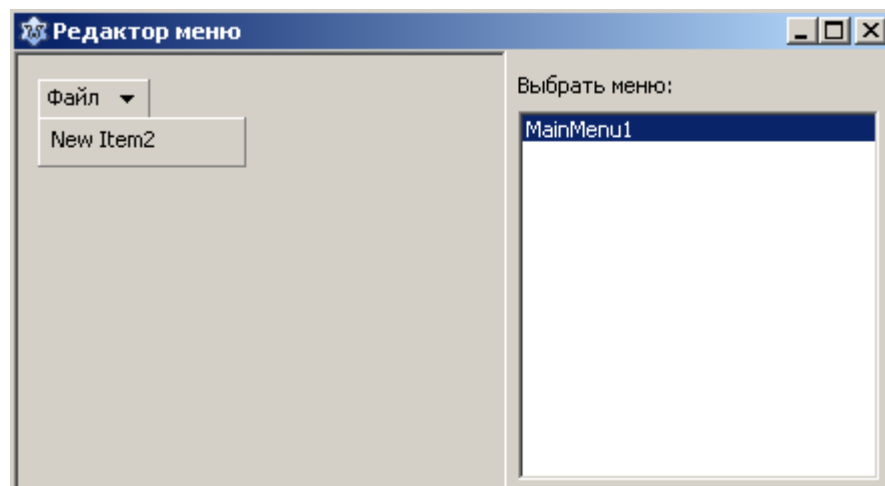 Редактор меню
Файл
New Item2
Выбрать меню:
MainMenu1